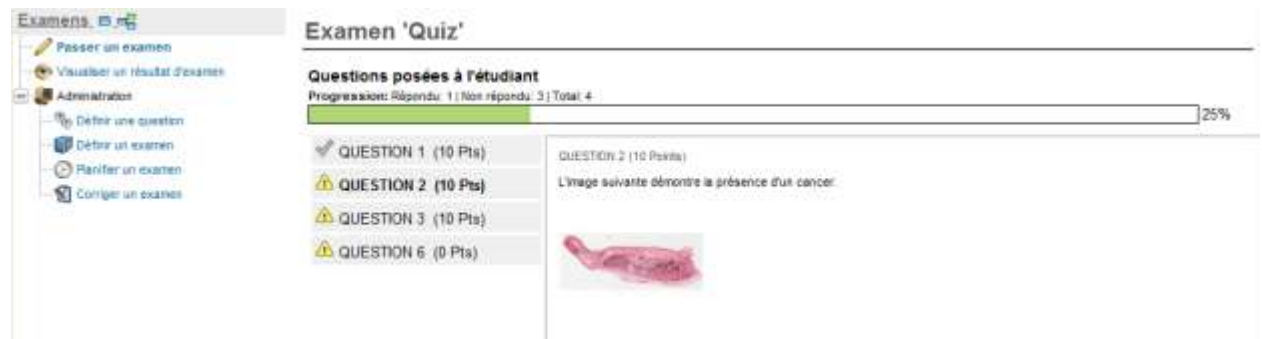 Examens
Passer un examen
Visualiser un résultat d'examen
Administration
Définir une question
Définir un examen
Planifier un examen
Corriger un examen
Examen 'Quiz'
Questions posées à l'étudiant
Progression: Répondu: 1 | Non répondu: 3 | Total: 4
25%
QUESTION 1 (10 Pts)
QUESTION 2 (10 Pts)
QUESTION 3 (10 Pts)
QUESTION 6 (0 Pts)
QUESTION 2 (10 Points)
L'image suivante démontre la présence d'un cancer.